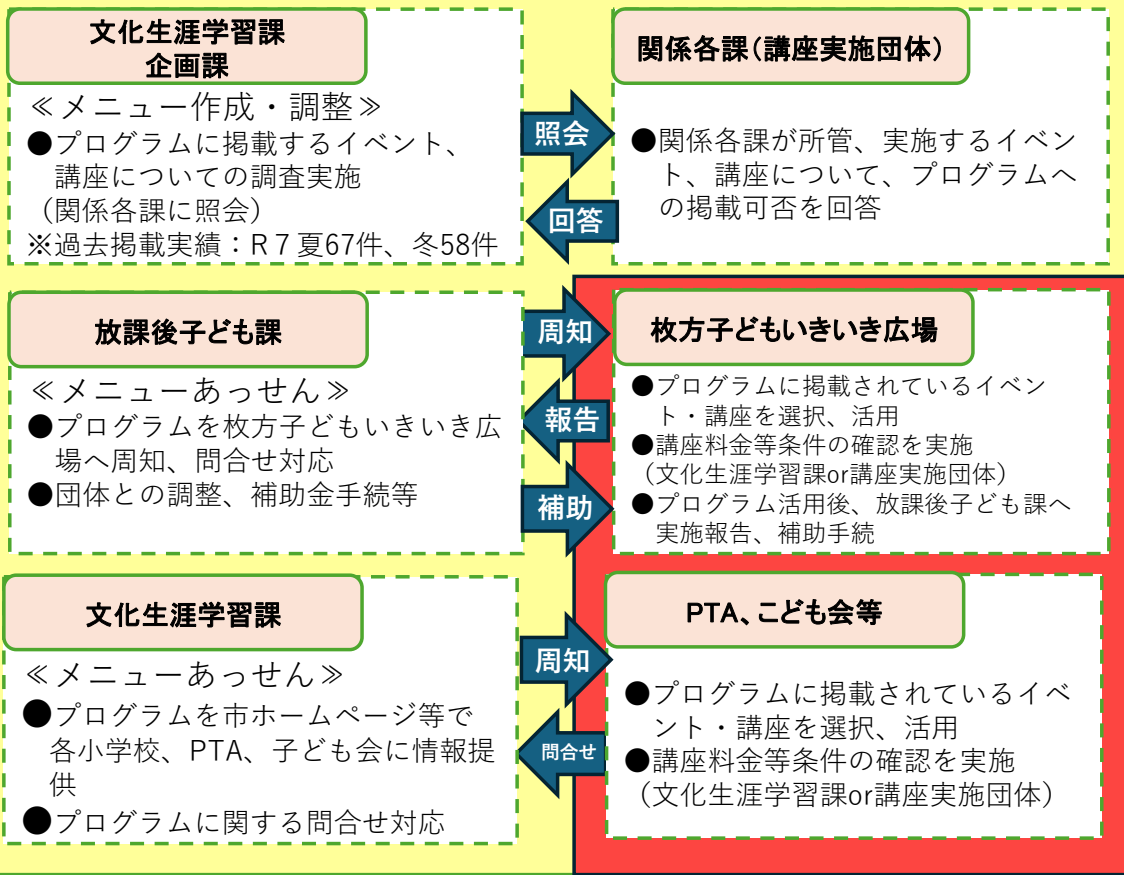 文化生涯学習課
企画課
≪メニュー作成・調整≫
●プログラムに掲載するイベント、
講座についての調査実施
（関係各課に照会）
※過去掲載実績：R７夏67件、冬58件
照会
回答
関係各課（講座実施団体）
●関係各課が所管、実施するイベン
ト、講座について、プログラムへ
の掲載可否を回答
放課後子ども課
≪メニューあっせん≫
●プログラムを枚方子どもいきいき広
場へ周知、問合せ対応
●団体との調整、補助金手続等
周知
報告
補助
枚方子どもいきいき広場
●プログラムに掲載されているイベン
ト・講座を選択、活用
●講座料金等条件の確認を実施
（文化生涯学習課or講座実施団体）
●プログラム活用後、放課後子ども課へ
実施報告、補助手続
文化生涯学習課
≪メニューあっせん≫
●プログラムを市ホームページ等で
各小学校、PTA、子ども会に情報提
供
●プログラムに関する問合せ対応
周知
問合せ
PTA、こども会等
●プログラムに掲載されているイベ
ント・講座を選択、活用
●講座料金等条件の確認を実施
（文化生涯学習課or講座実施団体）